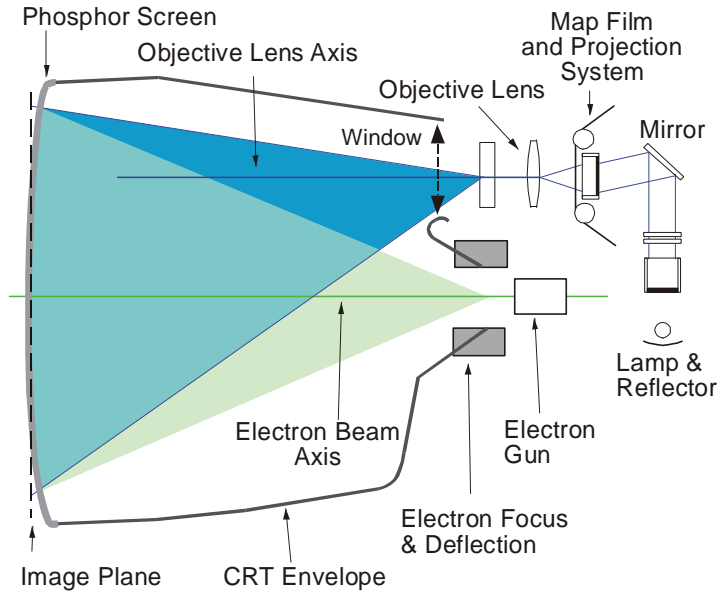 Phosphor Screen
Objective Lens Axis
Map Film
and Projection
System
Objective Lens
Window
Mirror
Lamp &
Reflector
Electron Beam
Axis
Electron
Gun
Electron Focus
& Deflection
Image Plane
CRT Envelope